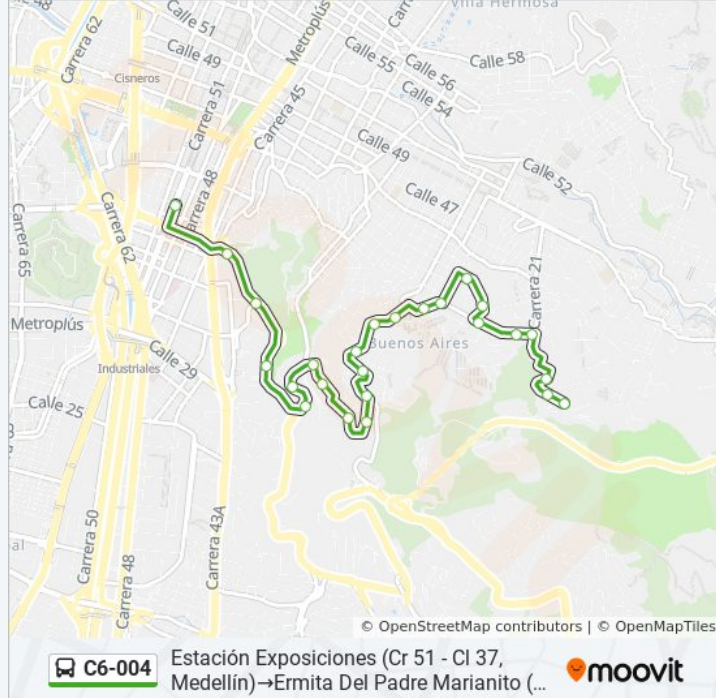 Villa Hermosa
Calle 51
Metroplús
Carrera 62
Calle 49
Calle 55
Calle 56
Calle 58
Cisneros
Carrera 51
Carrera 45
Calle 54
Calle 49
Calle 52
Calle 47
Carrera 48
Carrera 62
Carrera 65
Carrera 21
Metroplús
Buenos Aires
Calle 29
Industriales
Calle 25
Carrera 43A
Carrera 50
Carrera 48
© OpenStreetMap contributors | © OpenMapTiles
C6-004
Estación Exposiciones (Cr 51 - Cl 37,
Medellín)→Ermita Del Padre Marianito (...
moovit